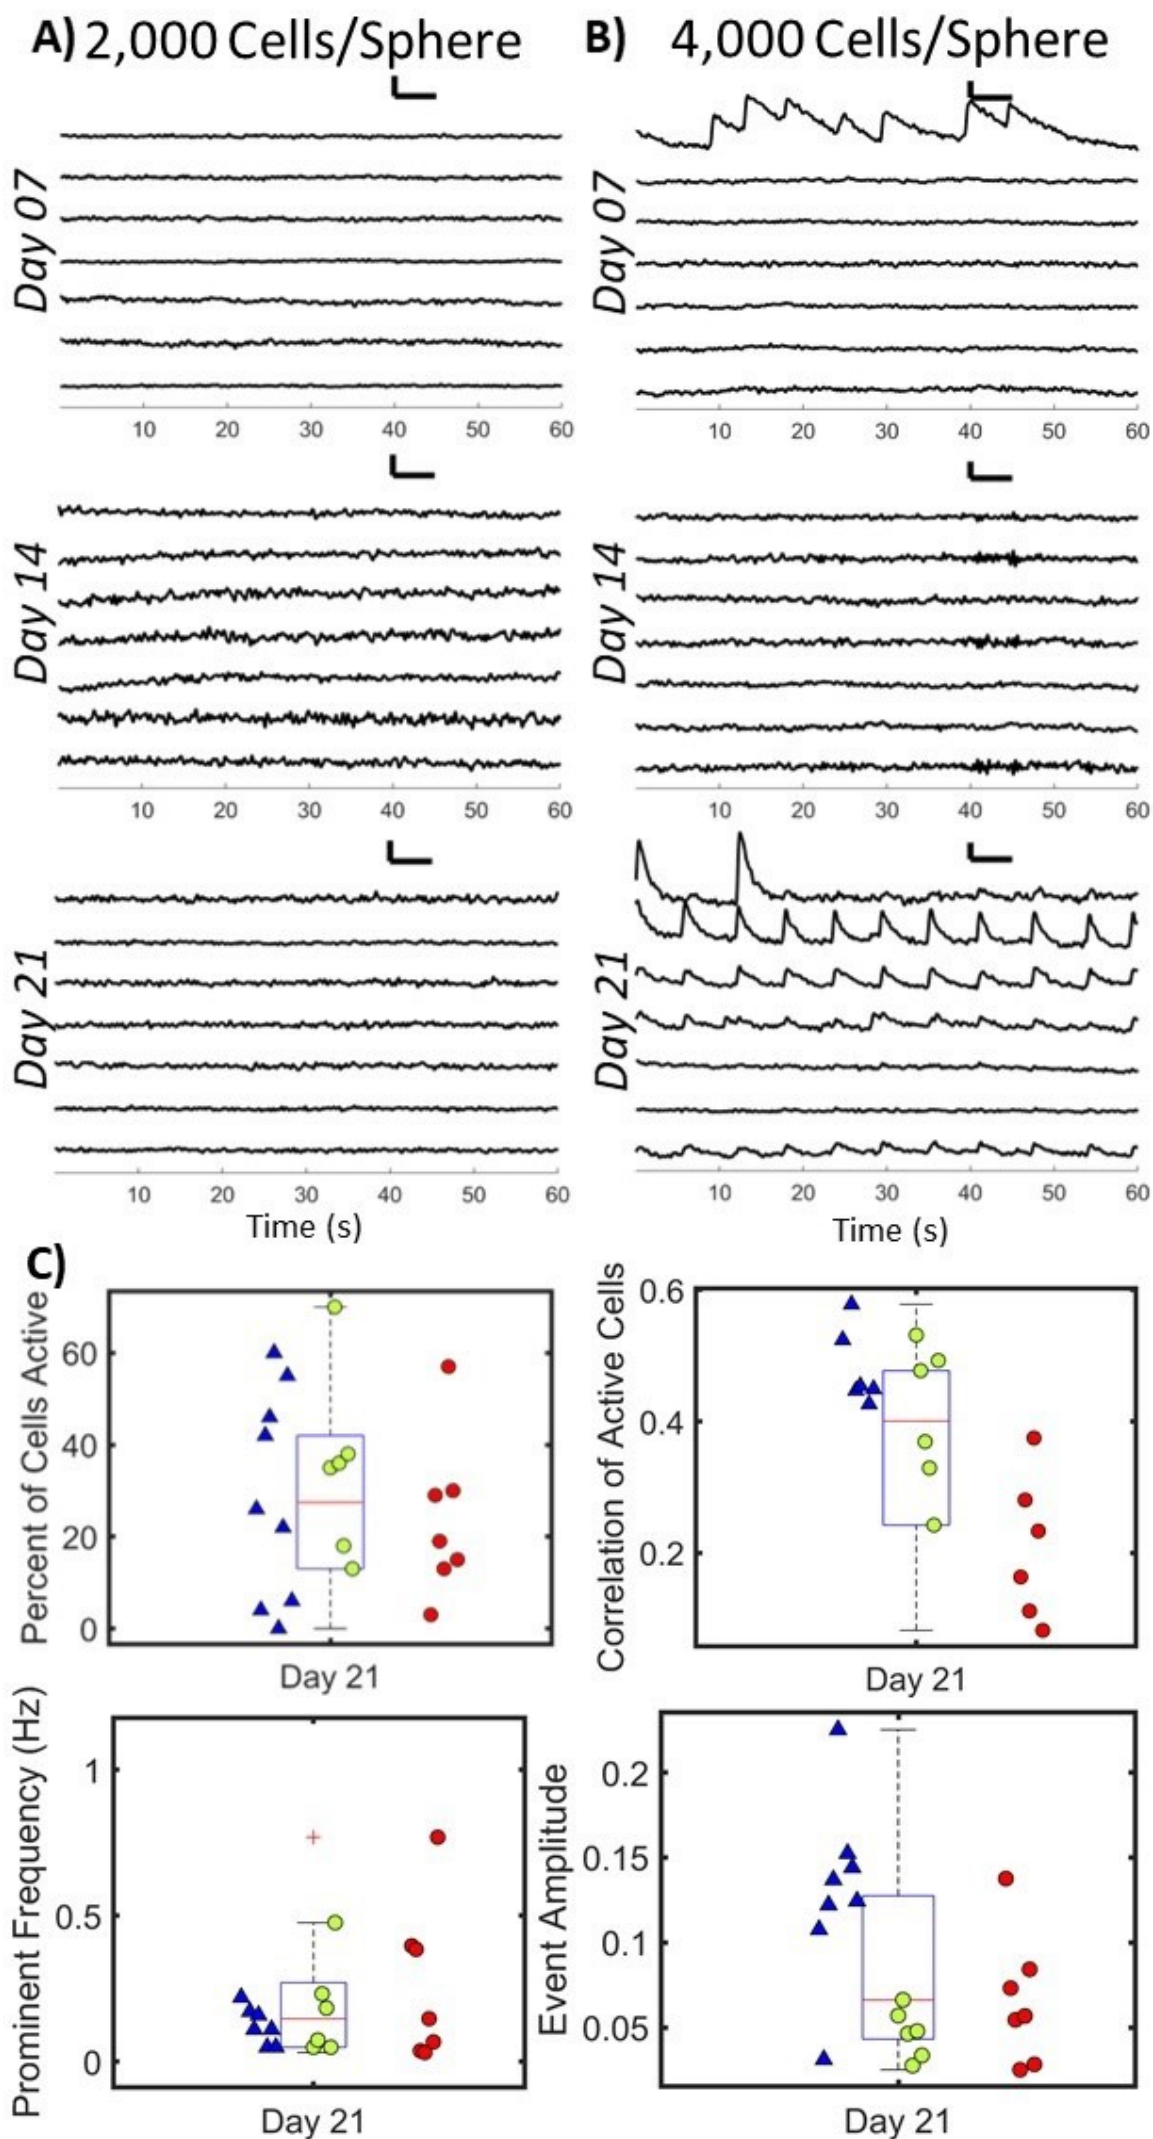 A) 2,000 Cells/Sphere
B) 4,000 Cells/Sphere
Day 07
10 20 30 40 50 60
Day 07
10 20 30 40 50 60
Day 14
10 20 30 40 50 60
Day 14
10 20 30 40 50 60
Day 21
10 20 30 40 50 60
Time (s)
Day 21
10 20 30 40 50 60
Time (s)
C)
Percent of Cells Active
60
40
20
0
Day 21
Correlation of Active Cells
0.6
0.4
0.2
Day 21
Prominent Frequency (Hz)
1
0.5
0
Day 21
Event Amplitude
0.2
0.15
0.1
0.05
Day 21